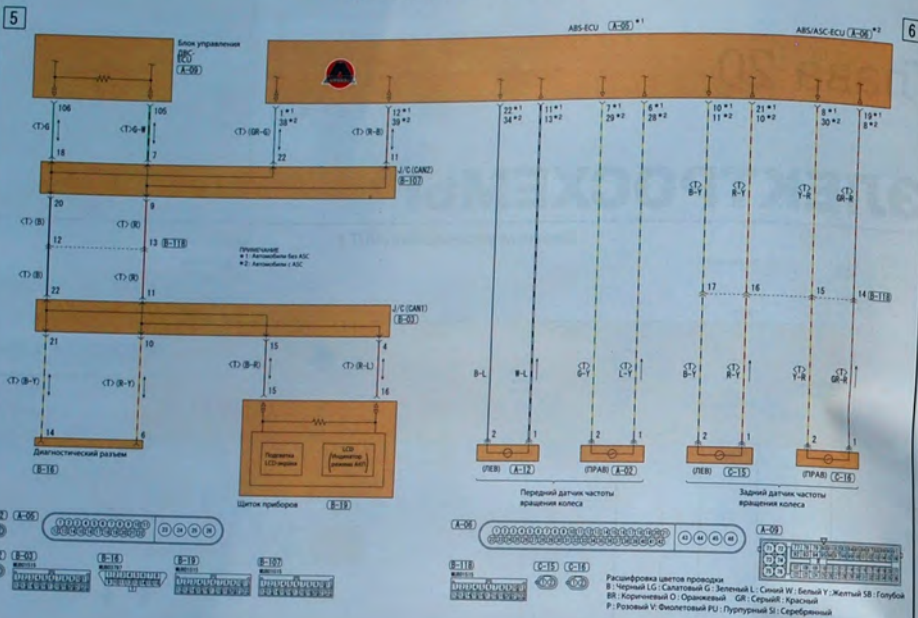 5
6
Блок управления
ДВС-
ECU
A-09
ABS-ECU A-05 *1
ABS/ASC-ECU A-06 *2
106
105
1 *1
38 *2
12 *1
39 *2
22 *1
34 *2
11 *1
13 *2
7 *1
29 *2
6 *1
28 *2
10 *1
11 *2
21 *1
10 *2
8 *1
30 *2
19 *1
8 *2
<T>G
<T>G-W
<T>(GR-G)
<T>(R-B)
18
7
22
11
J/C (CAN2)
B-107
20
9
<T>(B)
<T>(R)
12
13 B-118
ПРИМЕЧАНИЕ
*1: Автомобили без ASC
*2: Автомобили с ASC
<T>(B)
<T>(R)
22
11
J/C (CAN1)
B-03
21
10
15
4
<T>(B-Y)
<T>(R-Y)
<T>(B-R)
<T>(R-L)
15
16
14
6
Диагностический разъем
B-16
Подсветка
LCD-экрана
LCD
Индикатор
режима АКП
Щиток приборов B-19
<T>
B-Y
<T>
R-Y
<T>
Y-R
<T>
GR-R
17
16
15
14 B-118
B-L
W-L
G-Y
L-Y
<T>
B-Y
<T>
R-Y
<T>
Y-R
<T>
GR-R
2
1
2
1
2
1
2
1
(ЛЕВ) A-12
(ПРАВ) A-02
(ЛЕВ) C-15
(ПРАВ) C-16
Передний датчик частоты
вращения колеса
Задний датчик частоты
вращения колеса
A-05
A-06
A-09
B-03
B-16
B-19
B-107
B-118
C-15
C-16
Расшифровка цветов проводки
B : Черный LG : Салатовый G : Зеленый L : Синий W : Белый Y : Желтый SB : Голубой
BR : Коричневый O : Оранжевый GR : СерыйR : Красный
P : Розовый V: Фиолетовый PU : Пурпурный SI : Серебрянный